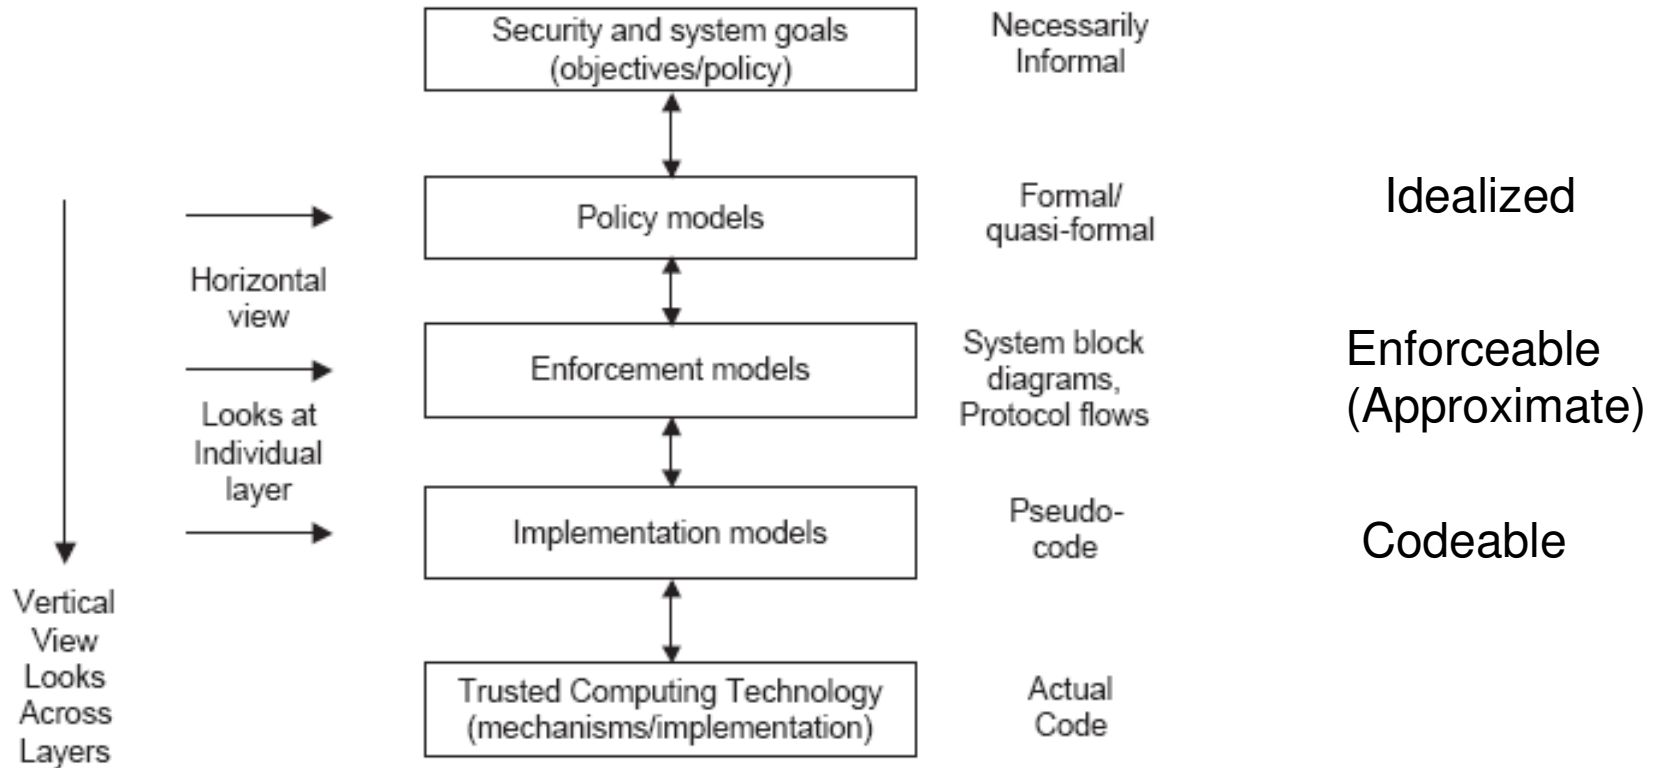 Security and system goals
(objectives/policy)
Necessarily
Informal
Policy models
Formal/
quasi-formal
Idealized
Horizontal
view
Enforcement models
System block
diagrams,
Protocol flows
Enforceable
(Approximate)
Looks at
Individual
layer
Implementation models
Pseudo-
code
Codeable
Vertical
View
Looks
Across
Layers
Trusted Computing Technology
(mechanisms/implementation)
Actual
Code